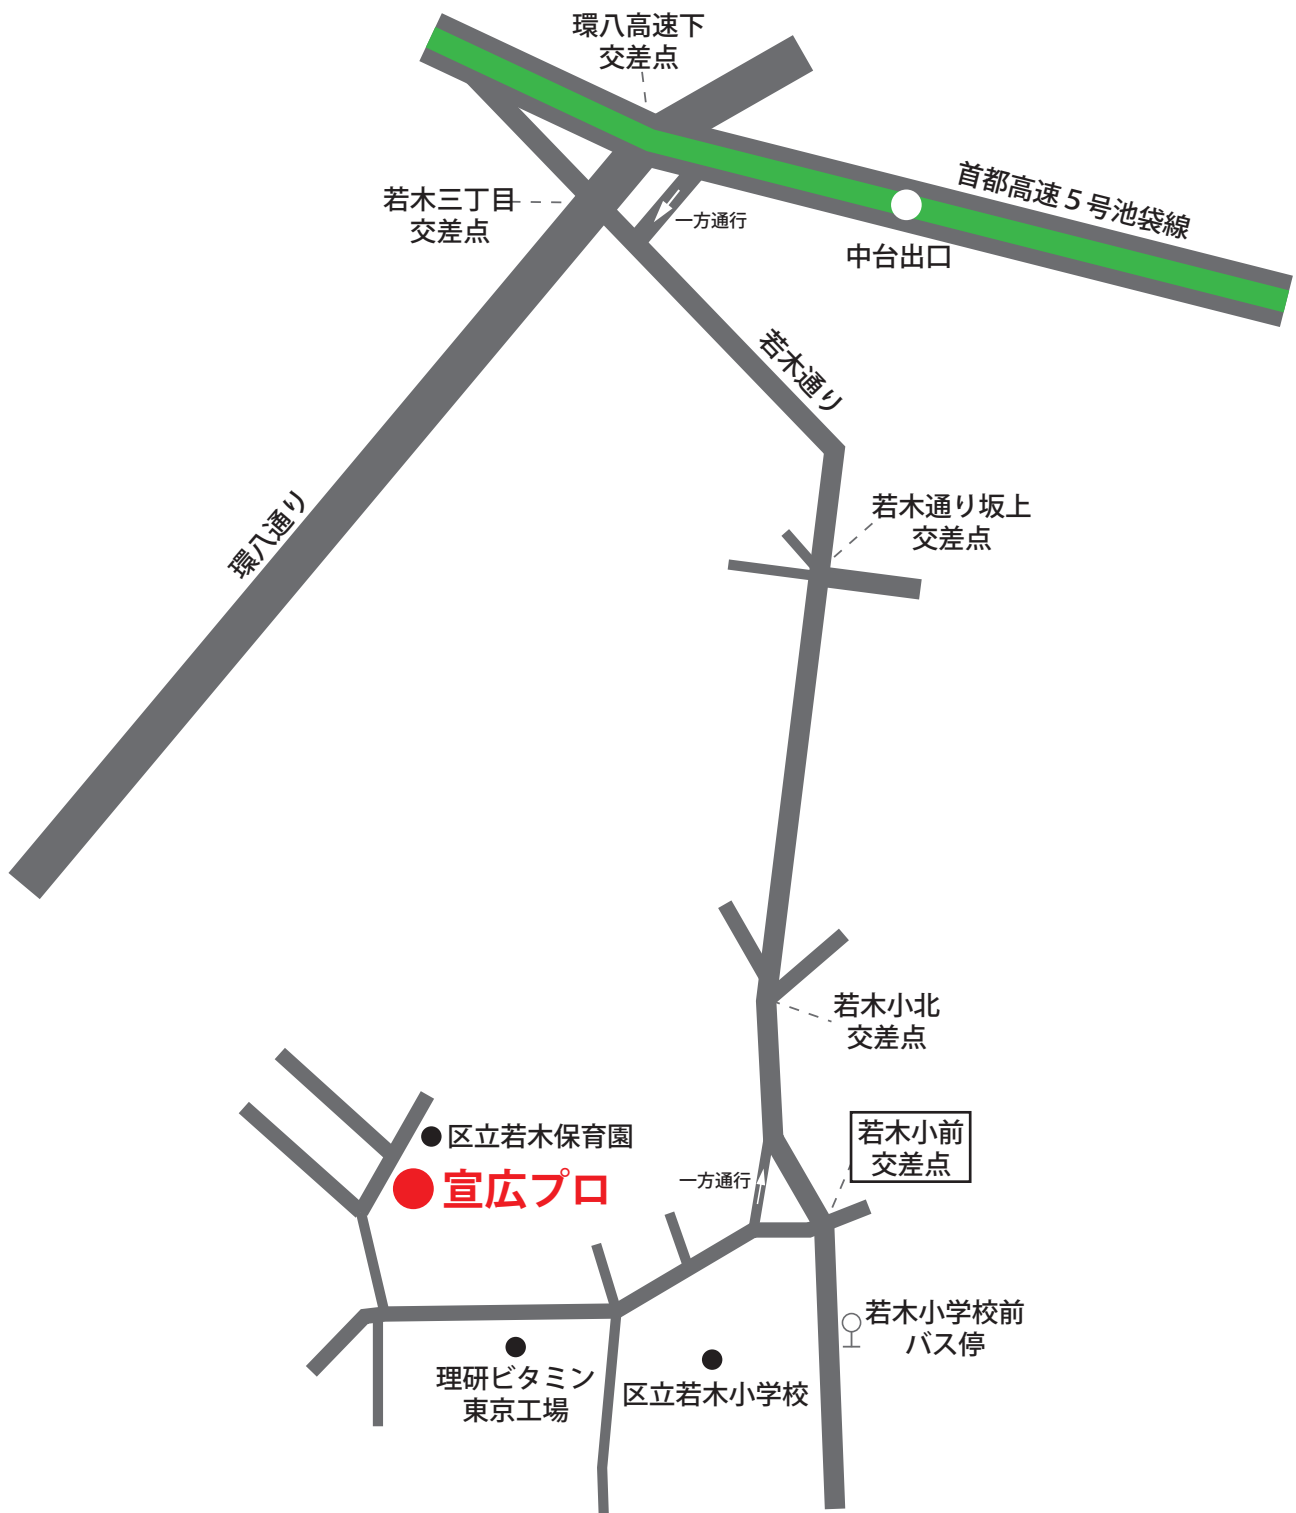 環八高速下
交差点
首都高速5号池袋線
若木三丁目
交差点
一方通行
中台出口
若木通り
環八通り
若木通り坂上
交差点
若木小北
交差点
区立若木保育園
若木小前
交差点
宣広プロ
一方通行
若木小学校前
バス停
理研ビタミン
東京工場
区立若木小学校